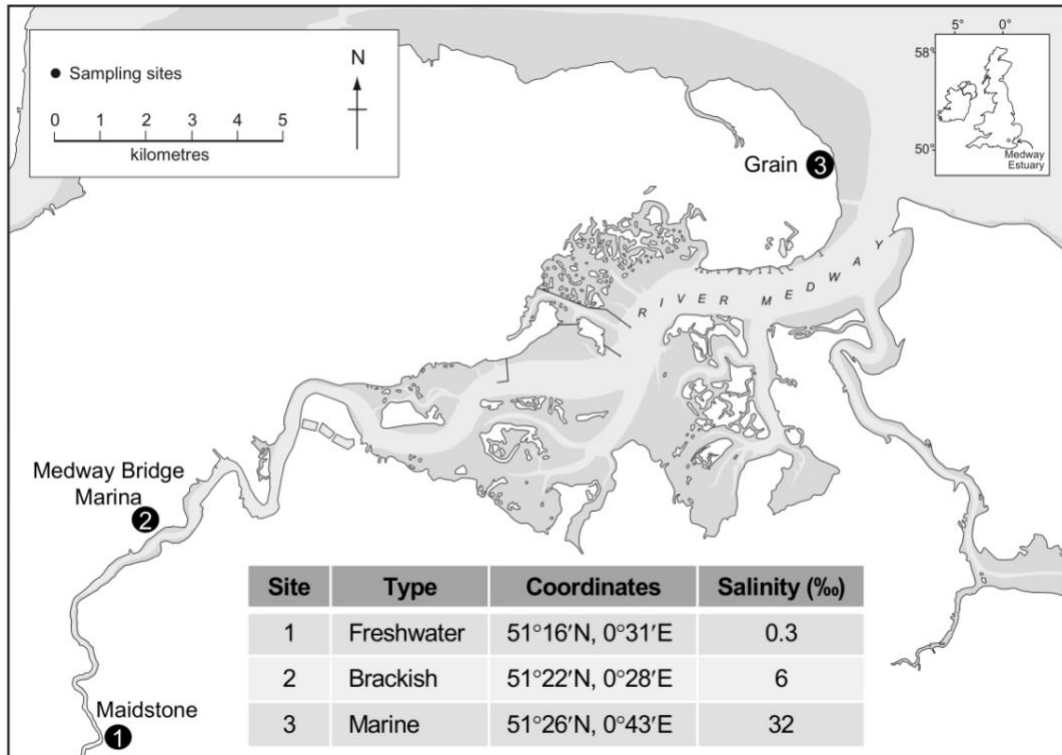 Sampling sites
0 1 2 3 4 5
kilometres
N
5° 0°
58°
50°
Medway
Estuary
Grain 3
RIVER MEDWAY
Medway Bridge
Marina
2
Maidstone
1
Site Type Coordinates Salinity (‰)
1 Freshwater 51°16′N, 0°31′E 0.3
2 Brackish 51°22′N, 0°28′E 6
3 Marine 51°26′N, 0°43′E 32